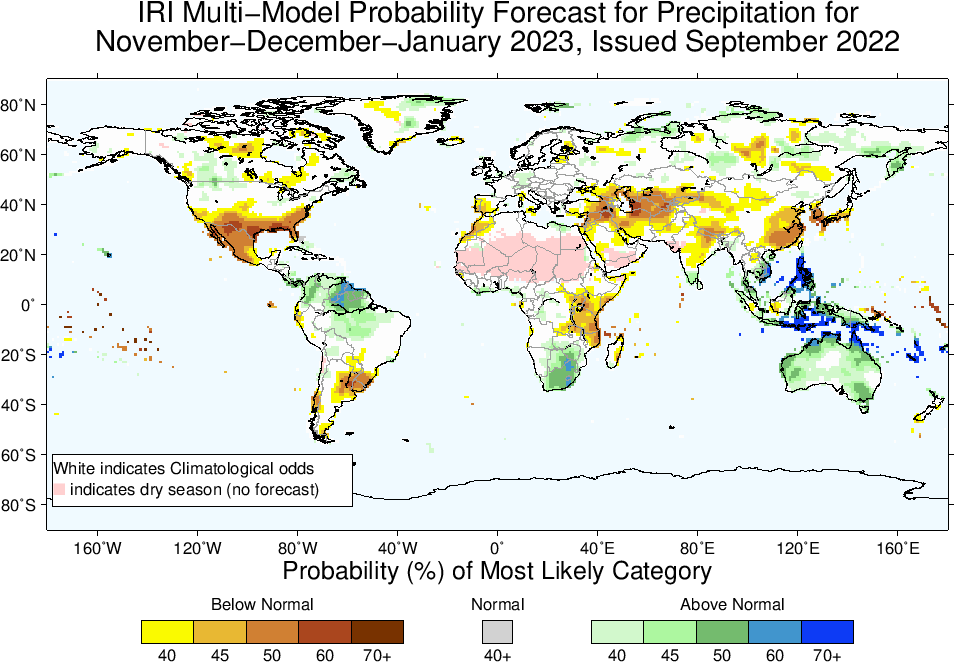 IRI Multi−Model Probability Forecast for Precipitation for
November−December−January 2023, Issued September 2022
80˚N
60˚N
40˚N
20˚N
0˚
20˚S
40˚S
60˚S
80˚S
White indicates Climatological odds
indicates dry season (no forecast)
160˚W 120˚W 80˚W 40˚W 0˚ 40˚E 80˚E 120˚E 160˚E
Probability (%) of Most Likely Category
Below Normal Normal Above Normal
40 45 50 60 70+ 40+ 40 45 50 60 70+